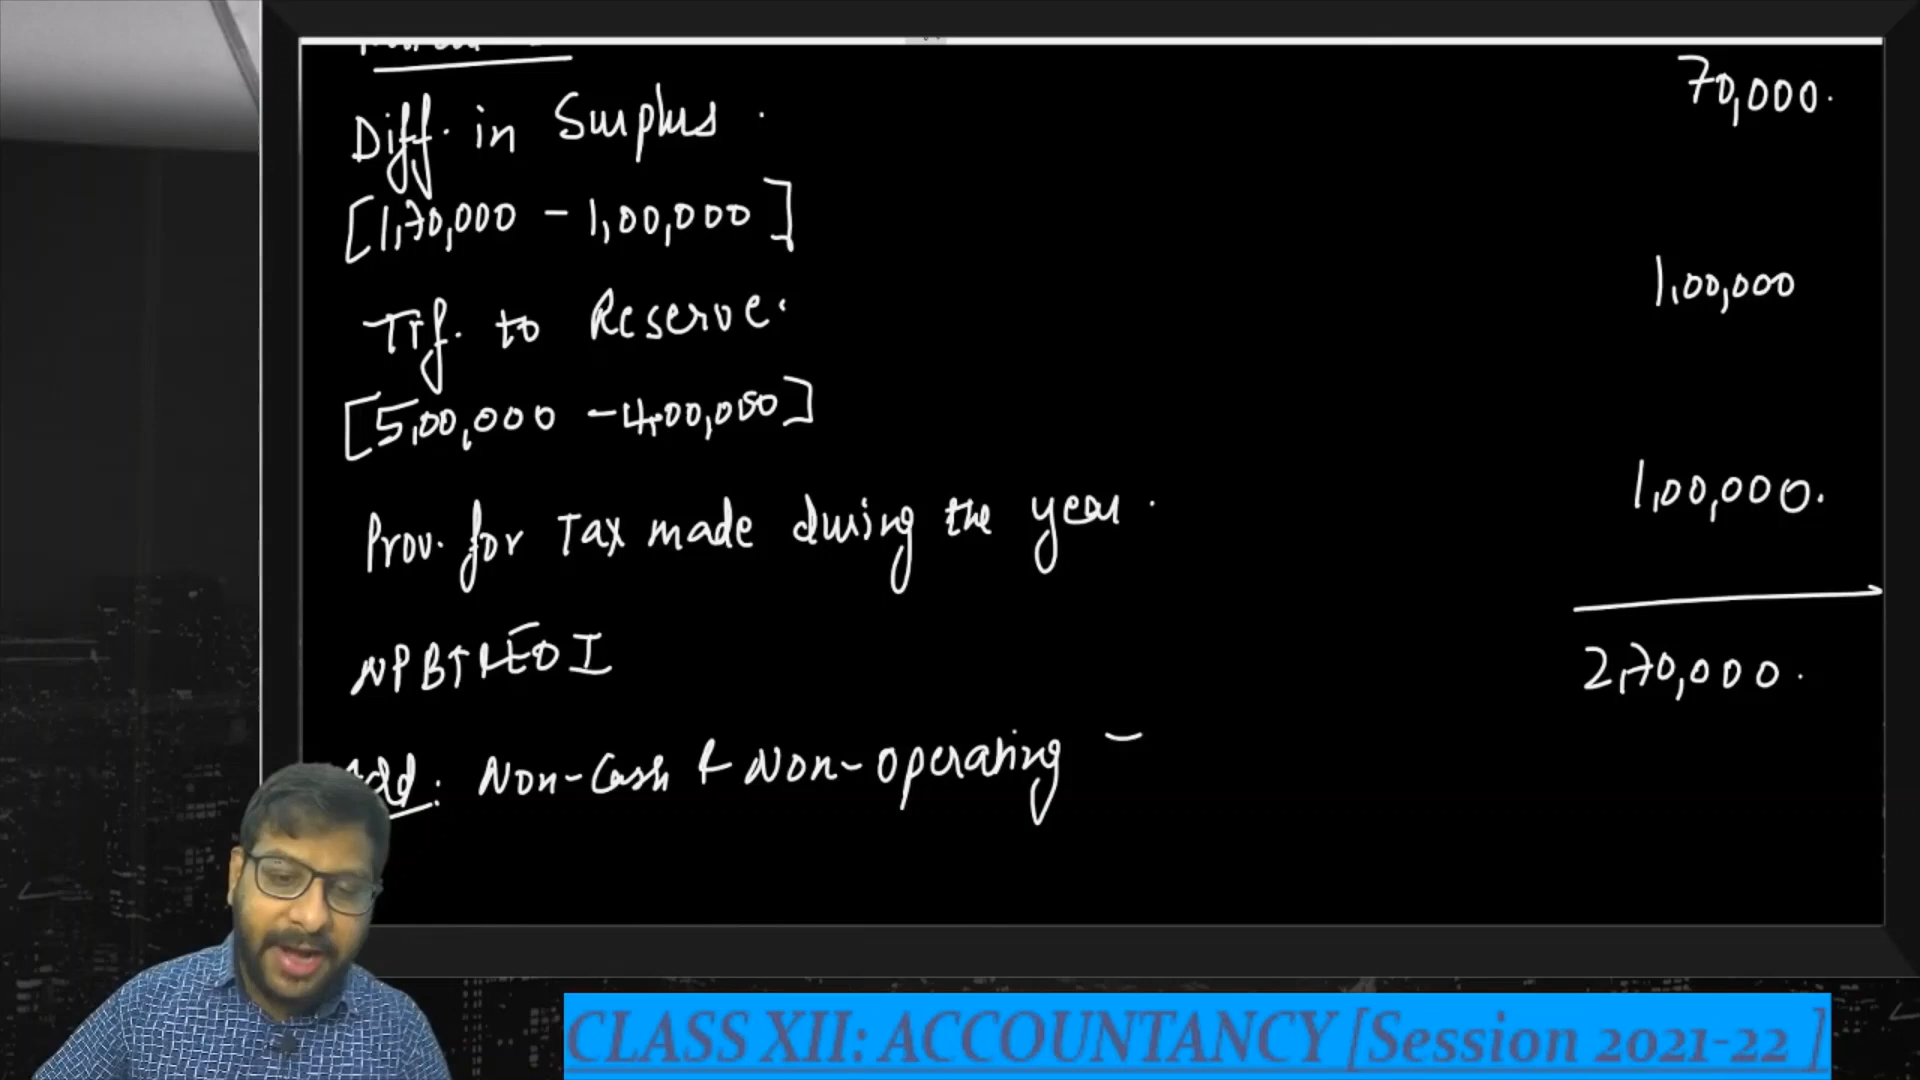 70,000.
Diff. in Surplus.
[1,70,000 - 1,00,000]
1,00,000
Trf. to Reserve.
[5,00,000 - 4,00,000]
1,00,000.
Prov. for Tax made during the year.
NPBT&EOI
2,70,000.
Add: Non-Cash & Non-operating -
CLASS XII: ACCOUNTANCY [Session 2021-22 ]